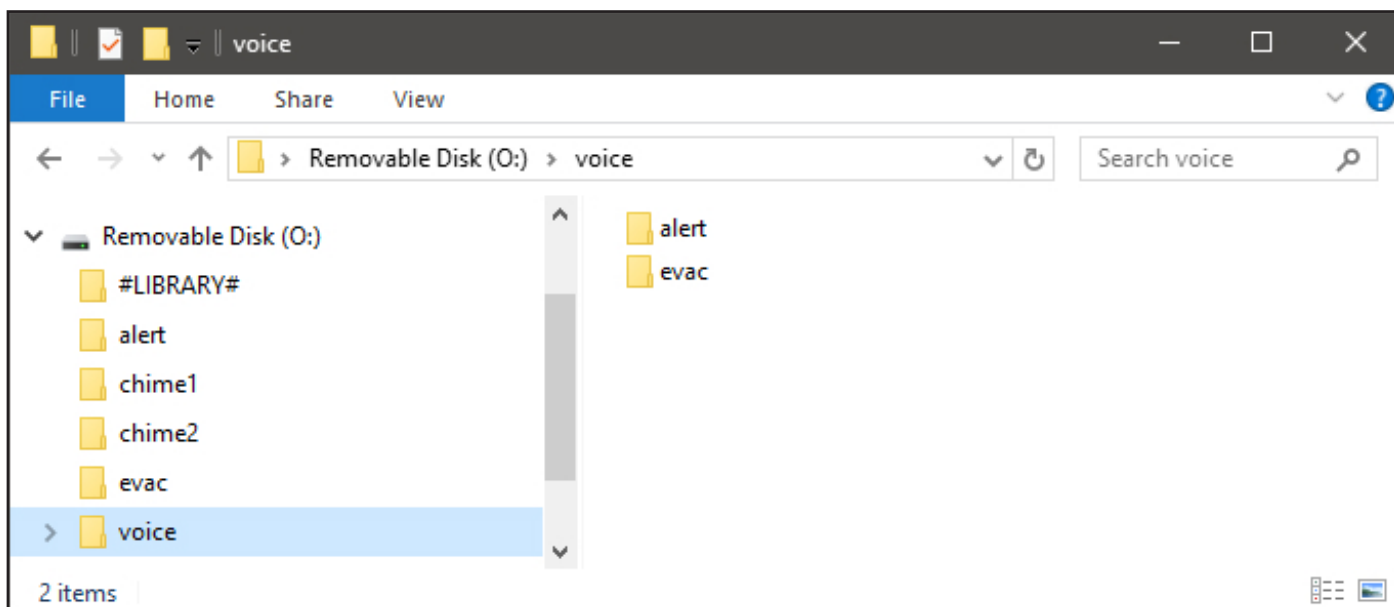 voice
File Home Share View
Removable Disk (O:) > voice
Search voice
Removable Disk (O:)
#LIBRARY#
alert
chime1
chime2
evac
voice
alert
evac
2 items